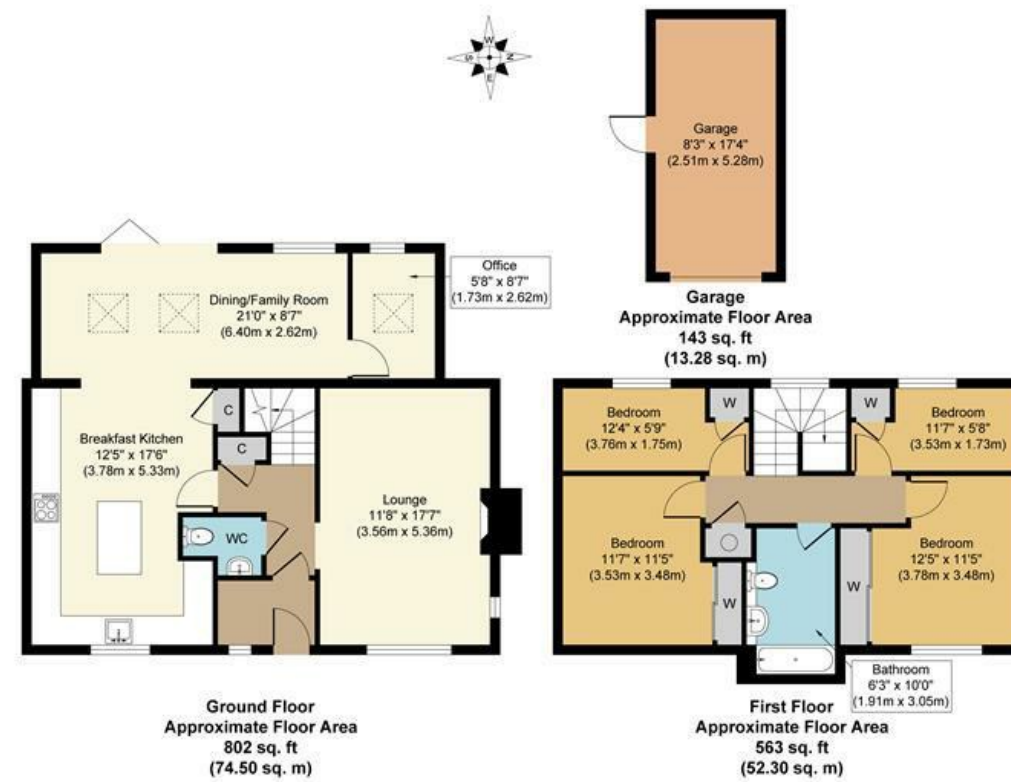 W
S
N
E
Garage
8'3" x 17'4"
(2.51m x 5.28m)
Garage
Approximate Floor Area
143 sq. ft
(13.28 sq. m)
Office
5'8" x 8'7"
(1.73m x 2.62m)
Dining/Family Room
21'0" x 8'7"
(6.40m x 2.62m)
C
C
Breakfast Kitchen
12'5" x 17'6"
(3.78m x 5.33m)
Lounge
11'8" x 17'7"
(3.56m x 5.36m)
WC
Ground Floor
Approximate Floor Area
802 sq. ft
(74.50 sq. m)
Bedroom
12'4" x 5'9"
(3.76m x 1.75m)
W
W
Bedroom
11'7" x 5'8"
(3.53m x 1.73m)
Bedroom
11'7" x 11'5"
(3.53m x 3.48m)
W
W
Bedroom
12'5" x 11'5"
(3.78m x 3.48m)
Bathroom
6'3" x 10'0"
(1.91m x 3.05m)
First Floor
Approximate Floor Area
563 sq. ft
(52.30 sq. m)